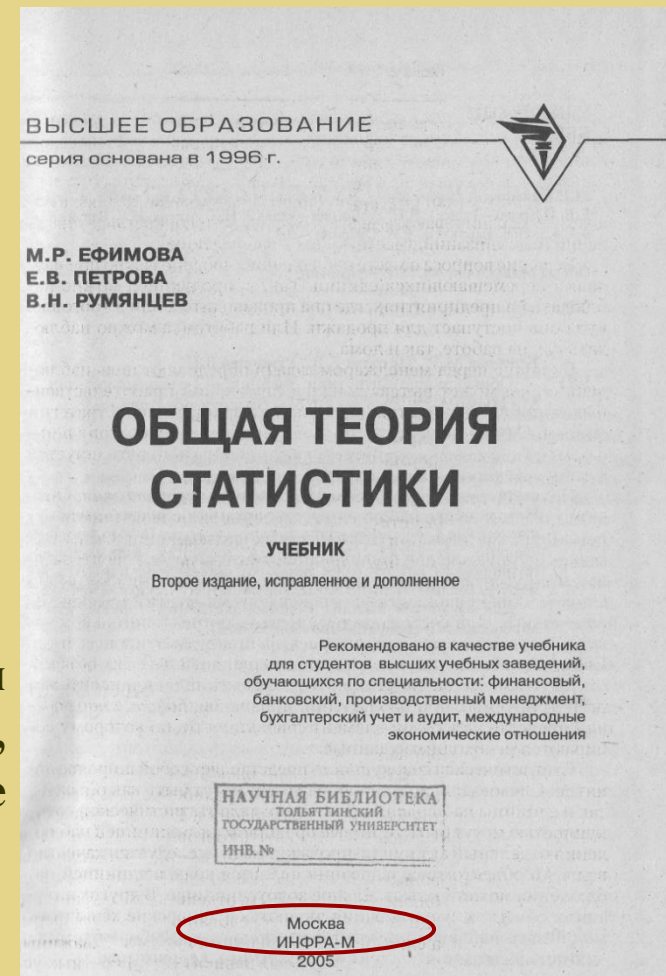 ВЫСШЕЕ ОБРАЗОВАНИЕ
серия основана в 1996 г.
М.Р. ЕФИМОВА
Е.В. ПЕТРОВА
В.Н. РУМЯНЦЕВ
ОБЩАЯ ТЕОРИЯ
СТАТИСТИКИ
УЧЕБНИК
Второе издание, исправленное и дополненное
Рекомендовано в качестве учебника
для студентов высших учебных заведений,
обучающихся по специальности: финансовый,
банковский, производственный менеджмент,
бухгалтерский учет и аудит, международные
экономические отношения
НАУЧНАЯ БИБЛИОТЕКА
ТОЛЬЯТТИНСКИЙ
ГОСУДАРСТВЕННЫЙ УНИВЕРСИТЕТ
ИНВ. №
Москва
ИНФРА-М
2005